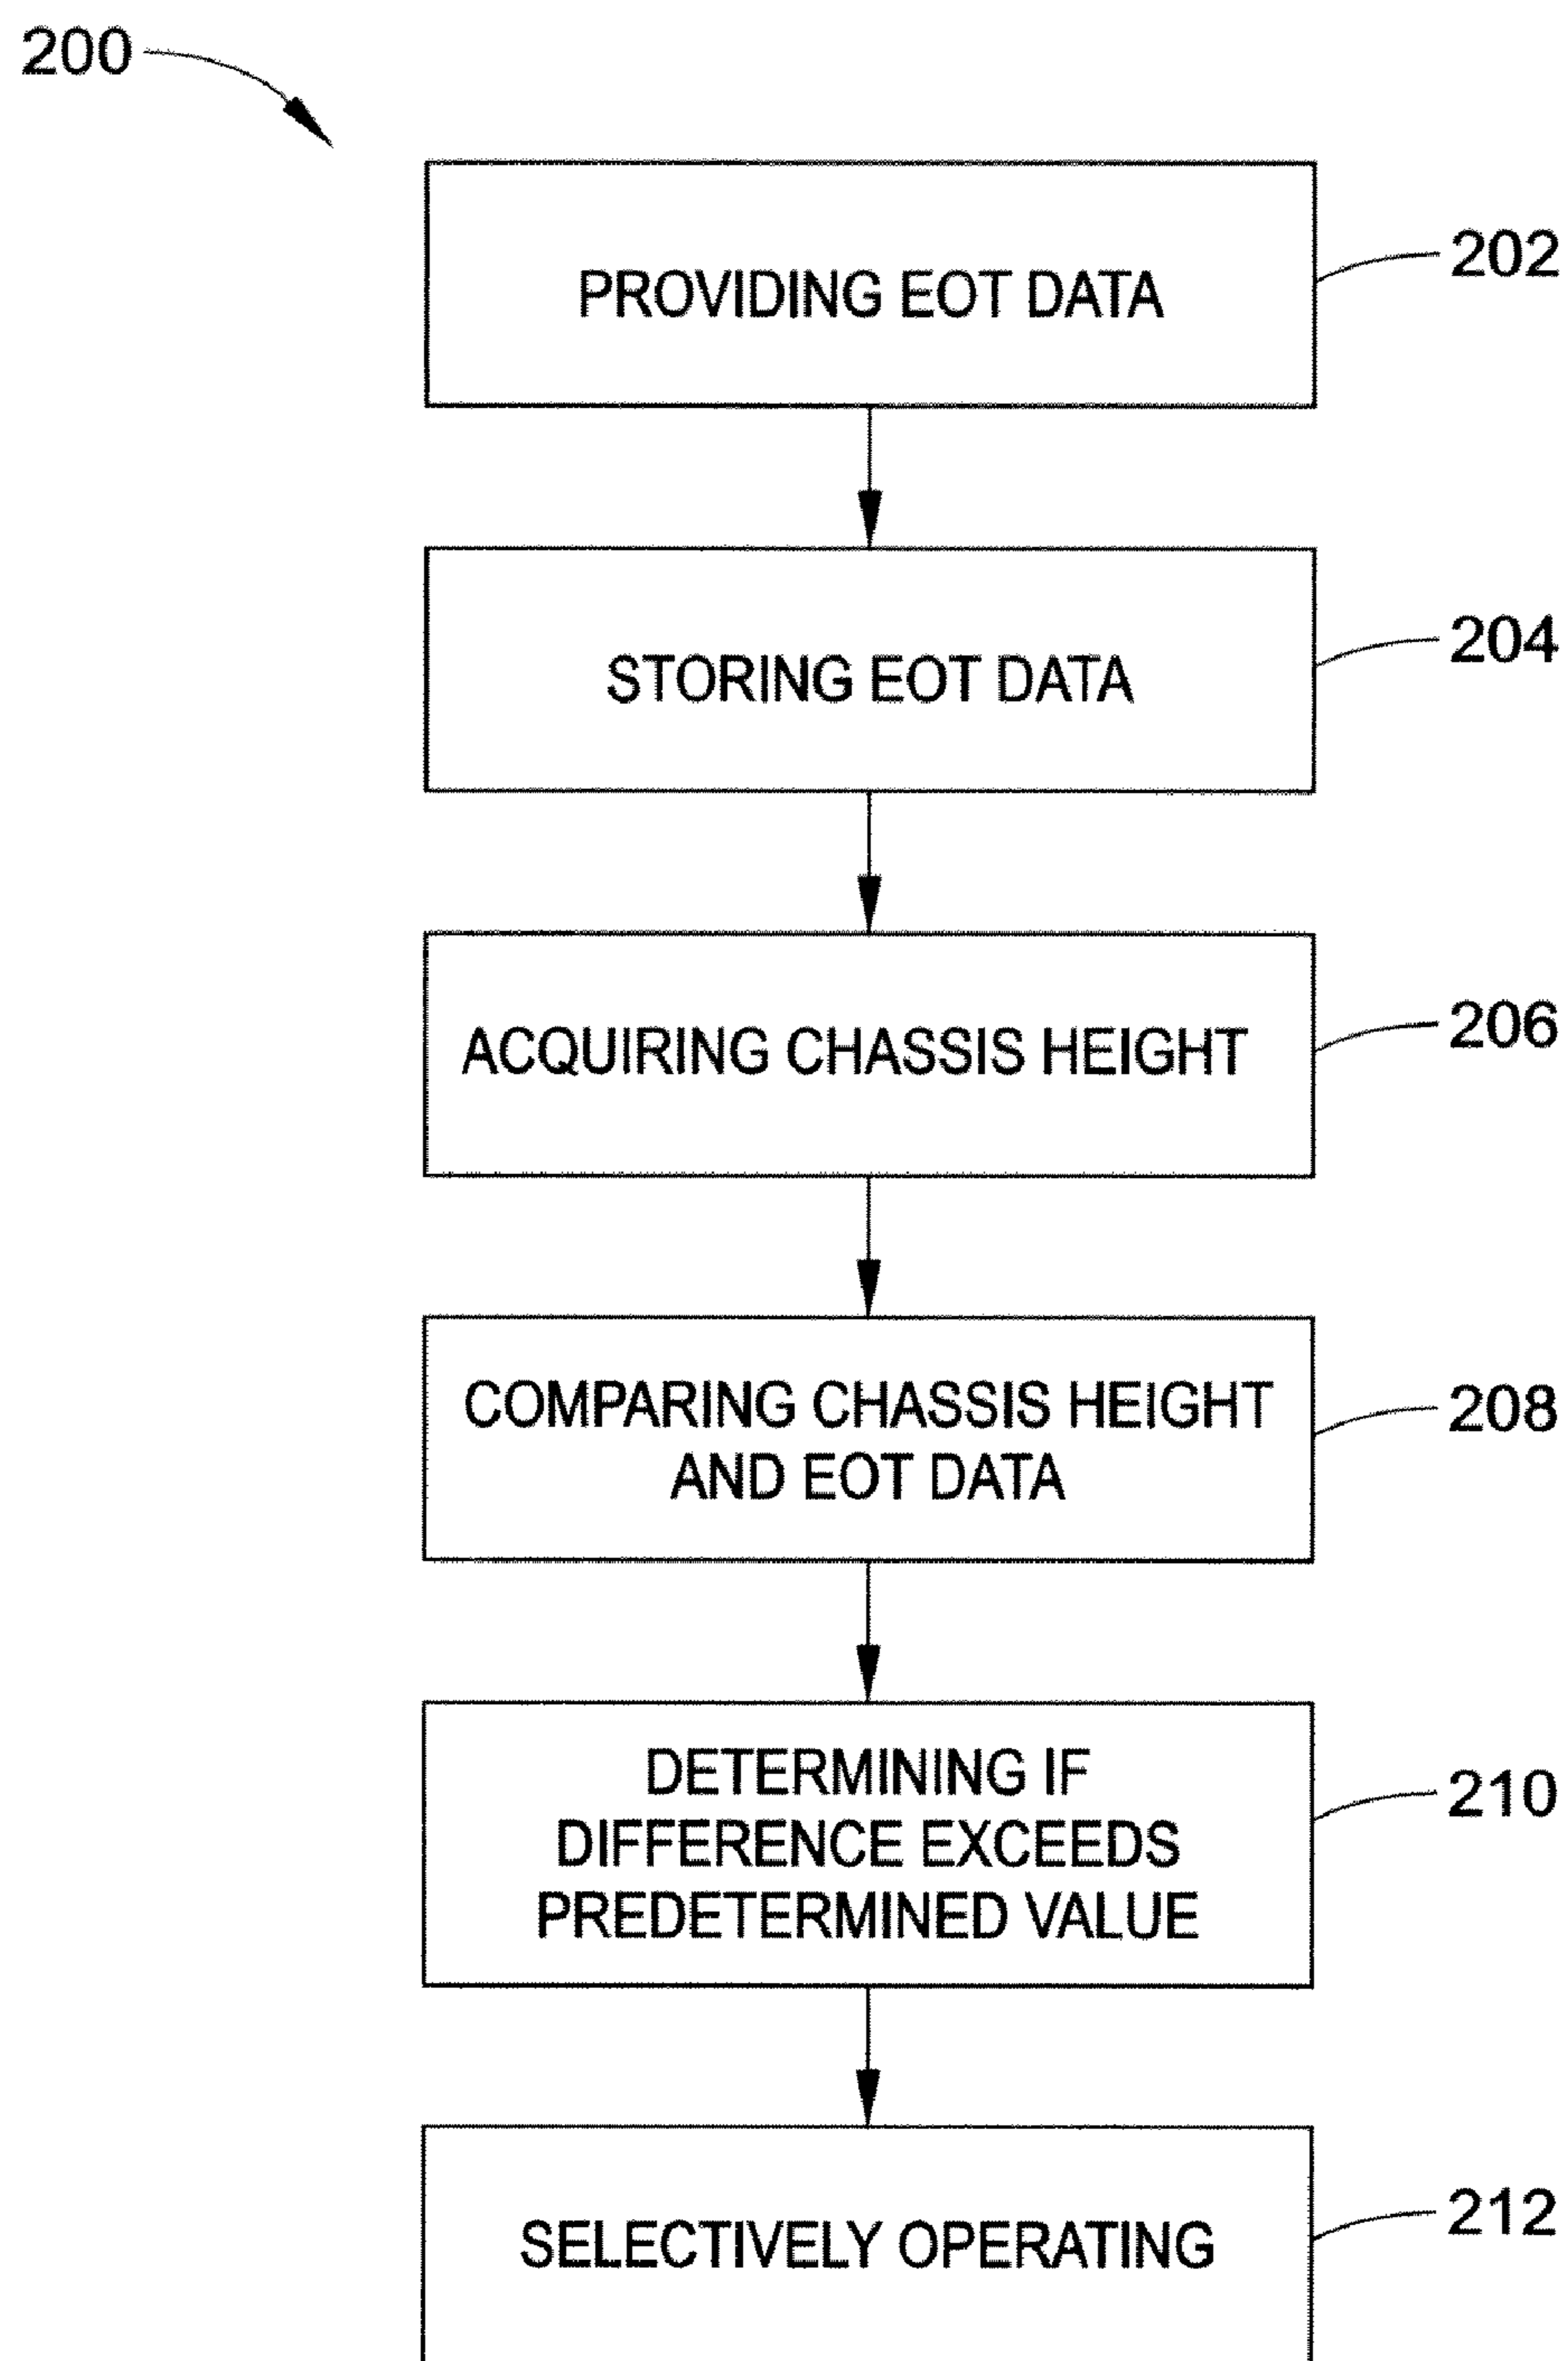 200
PROVIDING EOT DATA
202
STORING EOT DATA
204
ACQUIRING CHASSIS HEIGHT
206
COMPARING CHASSIS HEIGHT
AND EOT DATA
208
DETERMINING IF
DIFFERENCE EXCEEDS
PREDETERMINED VALUE
210
SELECTIVELY OPERATING
212